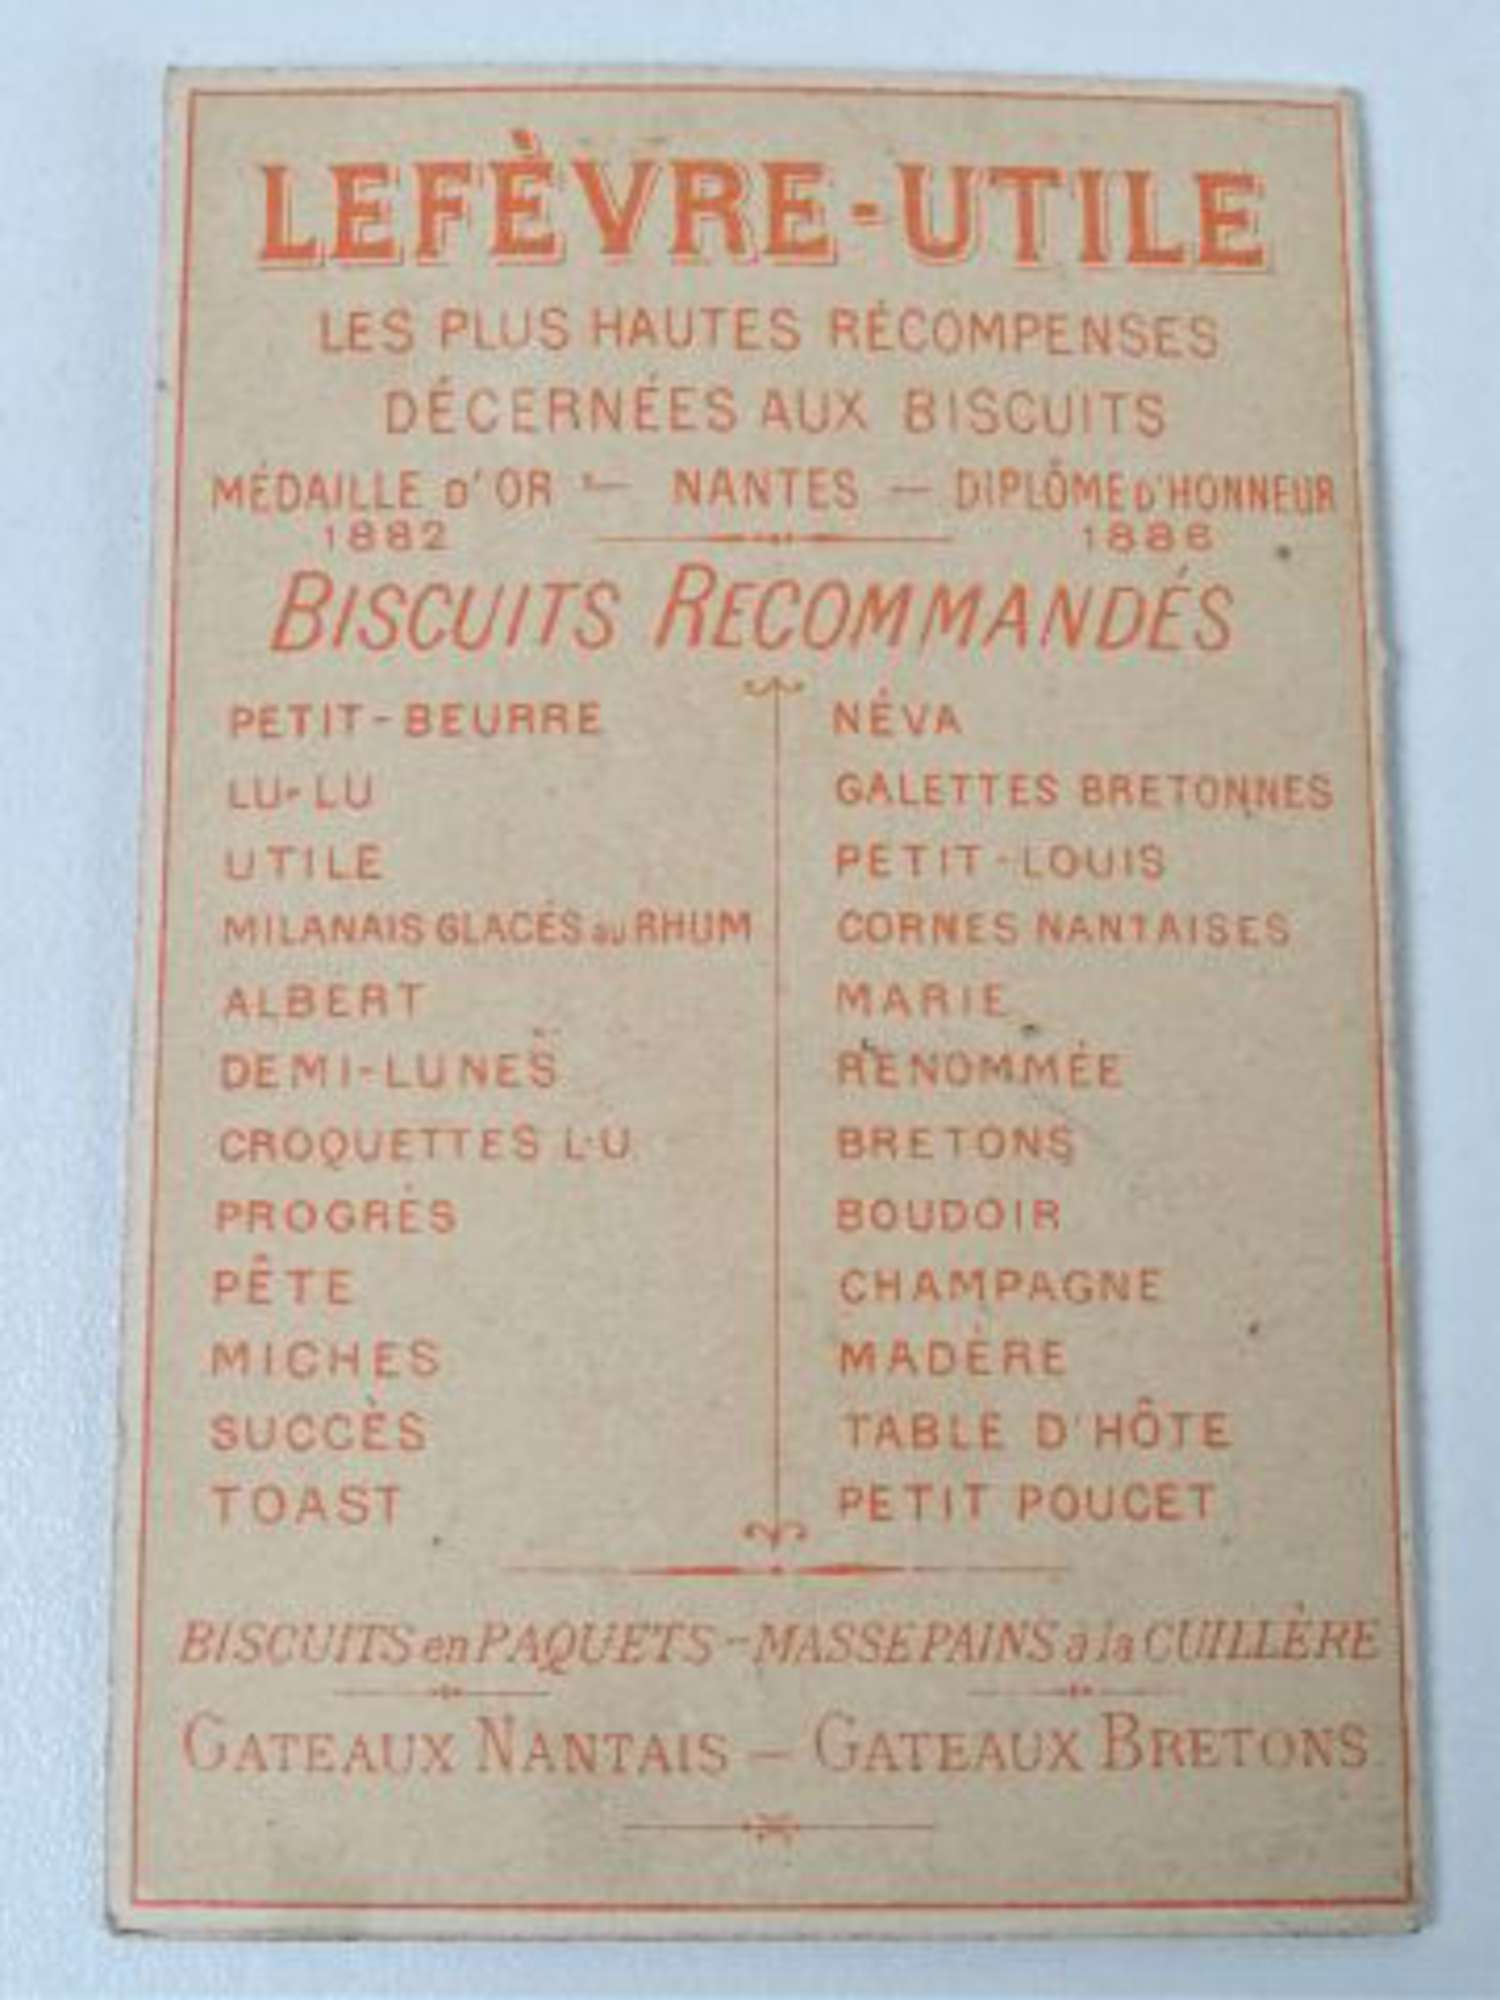 LEFÈVRE-UTILE
LES PLUS HAUTES RÉCOMPENSES
DÉCERNÉES AUX BISCUITS
MÉDAILLE D'OR — NANTES — DIPLÔME D'HONNEUR
1882 1886
BISCUITS RECOMMANDÉS
PETIT-BEURRE
LU-LU
UTILE
MILANAIS GLACÉS au RHUM
ALBERT
DEMI-LUNES
CROQUETTES L·U
PROGRÉS
PÊTE
MICHES
SUCCÈS
TOAST
NÉVA
GALETTES BRETONNES
PETIT-LOUIS
CORNES NANTAISES
MARIE
RENOMMÉE
BRETONS
BOUDOIR
CHAMPAGNE
MADÈRE
TABLE D'HÔTE
PETIT POUCET
BISCUITS en PAQUETS - MASSEPAINS à la CUILLÈRE
GATEAUX NANTAIS — GATEAUX BRETONS